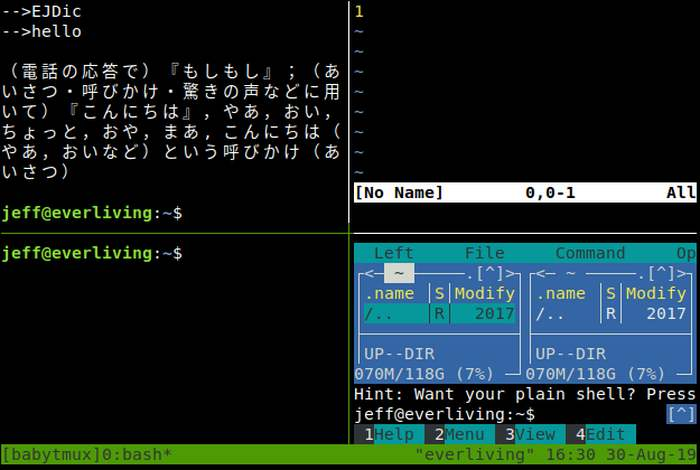 -->EJDic
-->hello
（電話の応答で）『もしもし』；（あ
いさつ・呼びかけ・驚きの声などに用
いて）『こんにちは』，やあ，おい，
ちょっと，おや，まあ，こんにちは（
やあ，おいなど）という呼びかけ（あ
いさつ）
jeff@everliving:~$
1
~
~
~
~
~
~
~
~
[No Name] 0,0-1 All
jeff@everliving:~$
Left File Command Op
<─ ~ ─.[^]> <─ ~ ─.[^]>
.name │S│Modify .name │S│Modify
/.. │R│ 2017 /.. │R│ 2017
UP--DIR UP--DIR
070M/118G (7%) 070M/118G (7%)
Hint: Want your plain shell? Press
jeff@everliving:~$ [^]
1Help 2Menu 3View 4Edit
[babytmux]0:bash* "everliving" 16:30 30-Aug-19